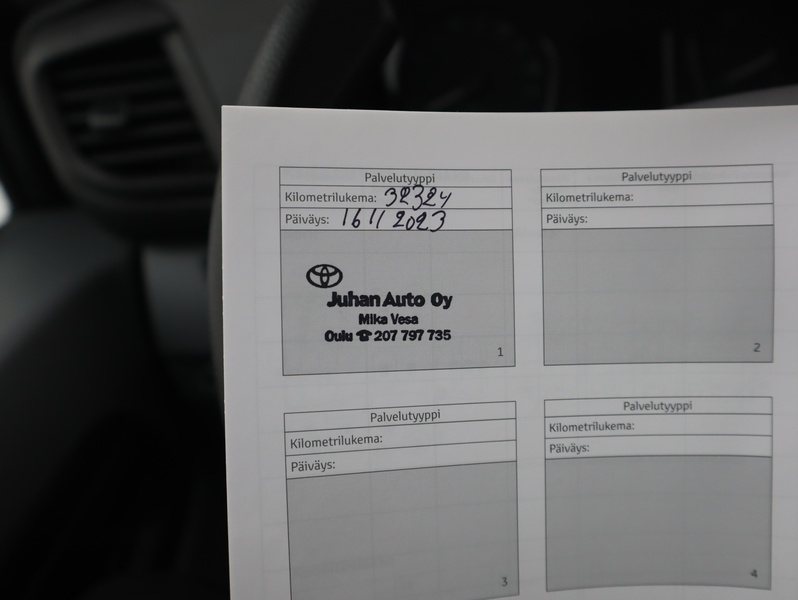 Palvelutyyppi
Kilometrilukema: 32324
Päiväys: 16 11 2023
Juhan Auto Oy
Mika Vesa
Oulu ☎ 207 797 735
1
Palvelutyyppi
Kilometrilukema:
Päiväys:
2
Palvelutyyppi
Kilometrilukema:
Päiväys:
3
Palvelutyyppi
Kilometrilukema:
Päiväys:
4